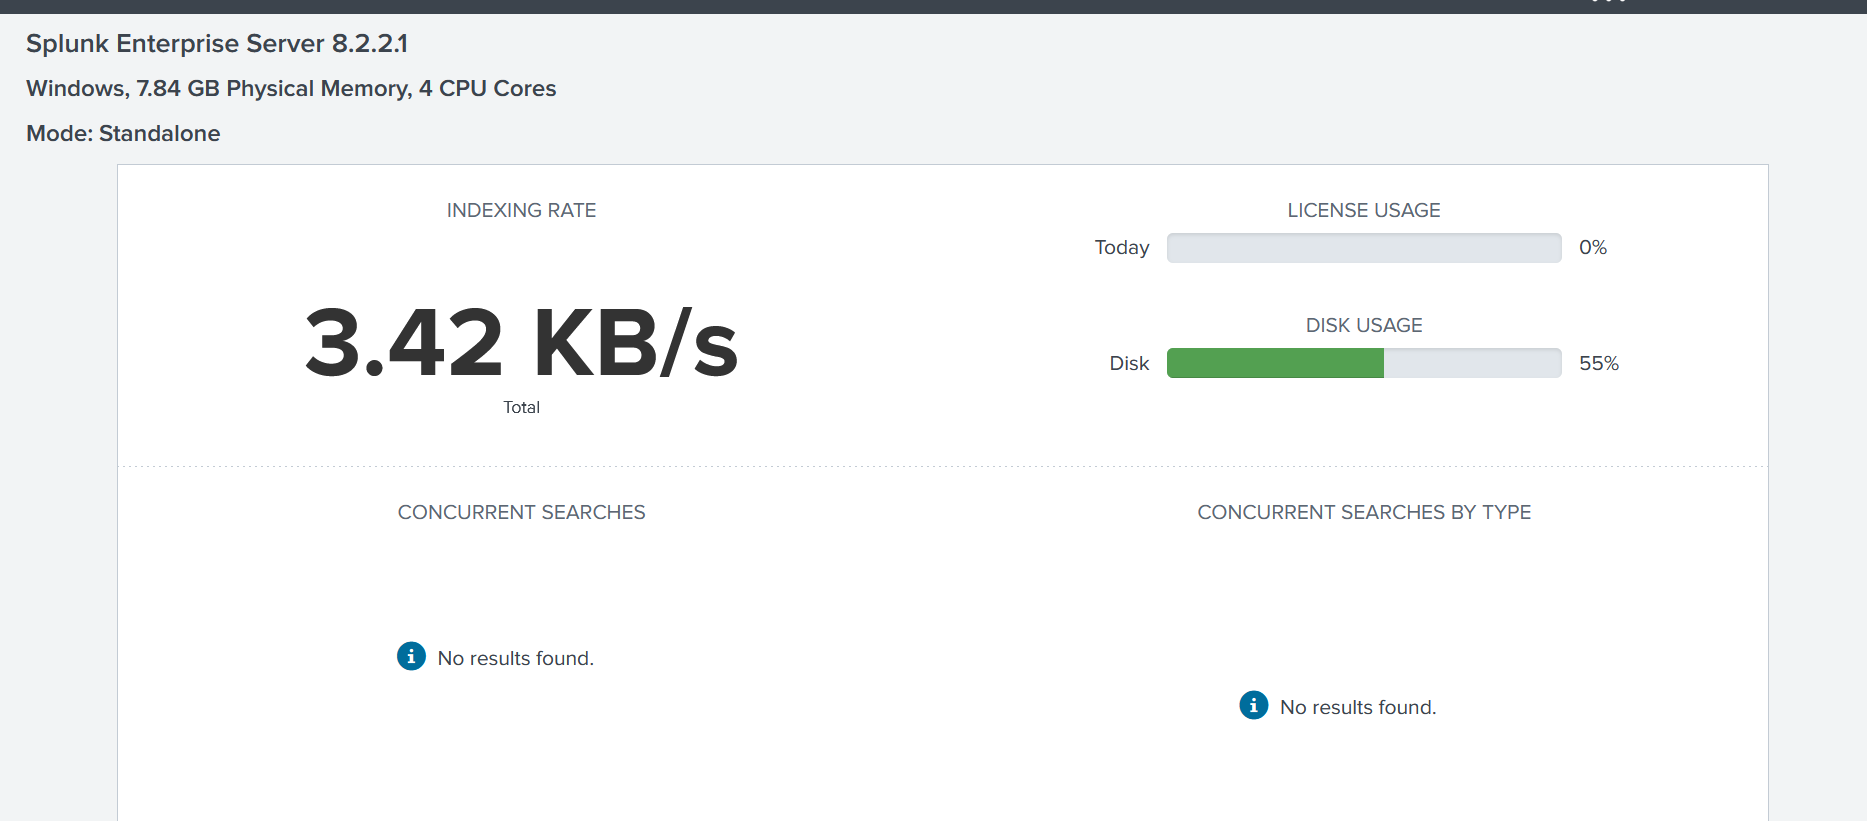 Splunk Enterprise Server 8.2.2.1
Windows, 7.84 GB Physical Memory, 4 CPU Cores
Mode: Standalone
INDEXING RATE
3.42 KB/s
Total
LICENSE USAGE
Today 0%
DISK USAGE
Disk 55%
CONCURRENT SEARCHES
No results found.
CONCURRENT SEARCHES BY TYPE
No results found.